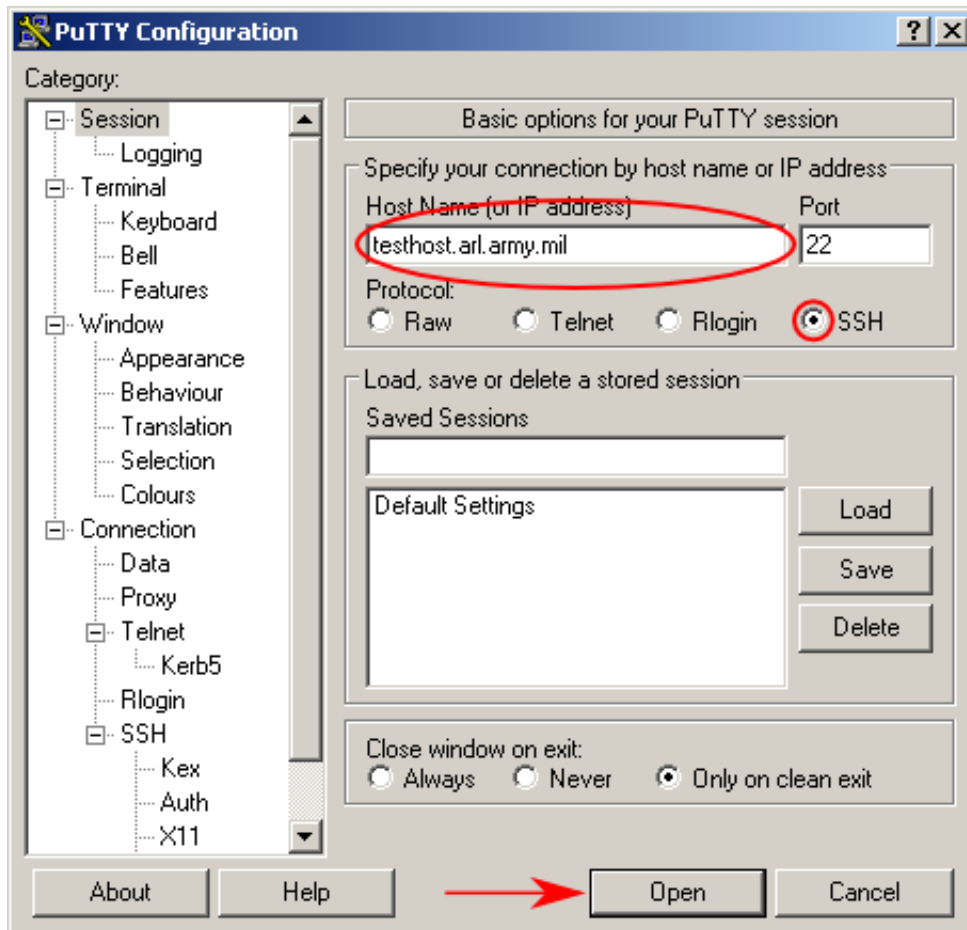 PuTTY Configuration
?
Category:
Session
Logging
Terminal
Keyboard
Bell
Features
Window
Appearance
Behaviour
Translation
Selection
Colours
Connection
Data
Proxy
Telnet
Kerb5
Rlogin
SSH
Kex
Auth
X11
Basic options for your PuTTY session
Specify your connection by host name or IP address
Host Name (or IP address) Port
testhost.arl.army.mil 22
Protocol:
Raw Telnet Rlogin SSH
Load, save or delete a stored session
Saved Sessions
Default Settings
Load
Save
Delete
Close window on exit:
Always Never Only on clean exit
About Help Open Cancel